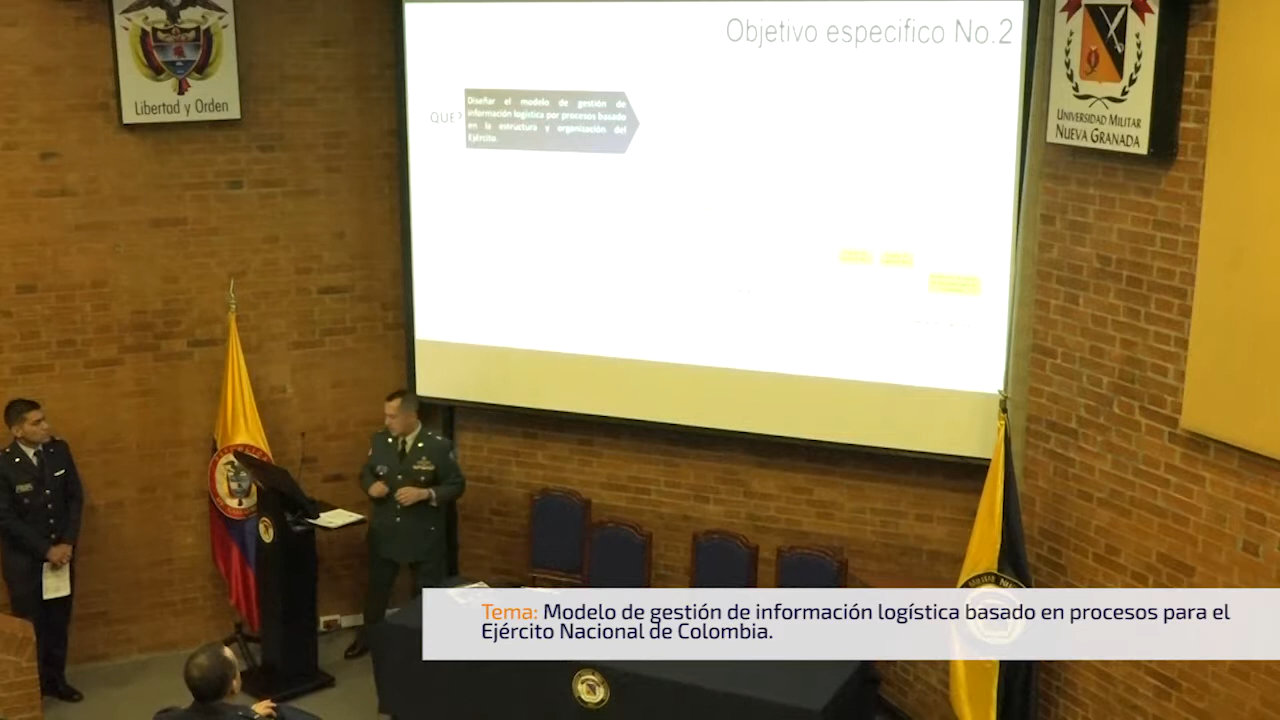 Libertad y Orden
Objetivo especifico No.2
QUE?
Diseñar el modelo de gestión de
información logística por procesos basado
en la estructura y organización del
Ejército.
UNIVERSIDAD MILITAR
NUEVA GRANADA
Tema: Modelo de gestión de información logística basado en procesos para el
Ejército Nacional de Colombia.